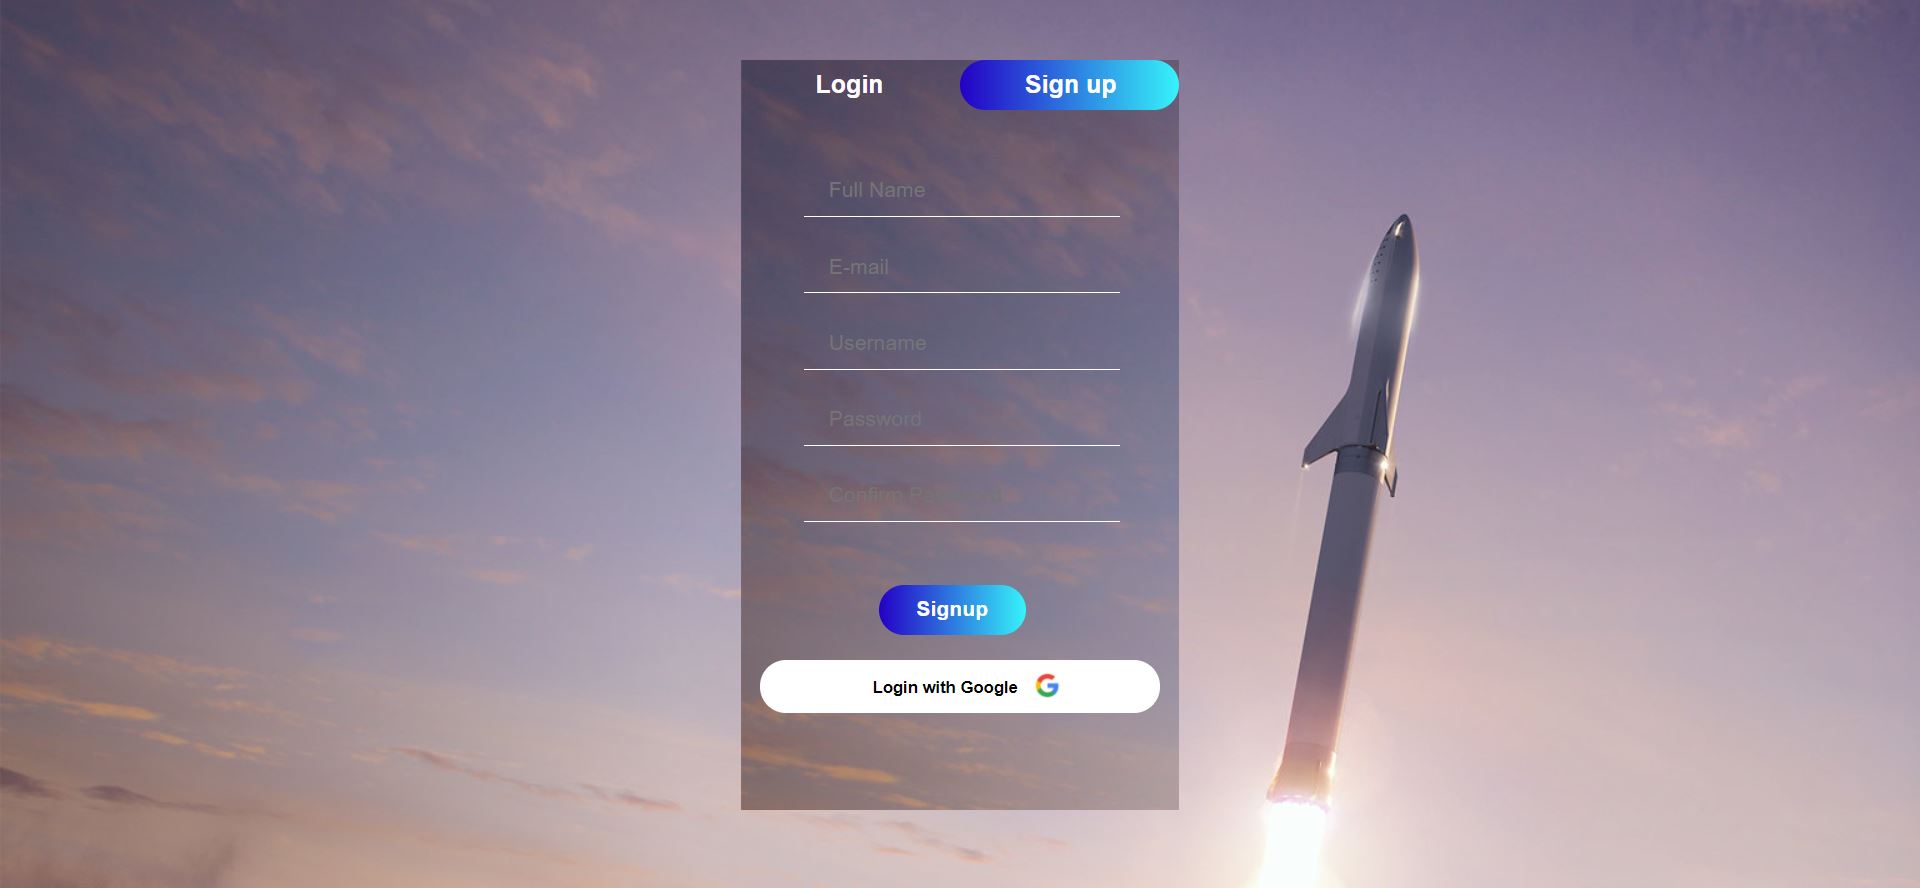 Login Sign up
Full Name
E-mail
Username
Password
Confirm Password
Signup
Login with Google